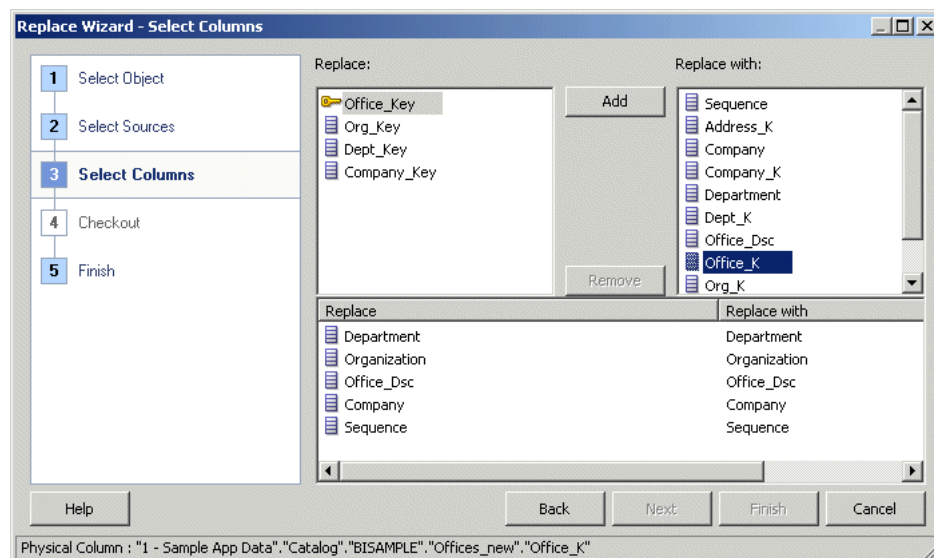 Replace Wizard - Select Columns
1 Select Object
2 Select Sources
3 Select Columns
4 Checkout
5 Finish
Replace:
Office_Key
Org_Key
Dept_Key
Company_Key
Add
Remove
Replace with:
Sequence
Address_K
Company
Company_K
Department
Dept_K
Office_Dsc
Office_K
Org_K
Replace Replace with
Department Department
Organization Organization
Office_Dsc Office_Dsc
Company Company
Sequence Sequence
Help Back Next Finish Cancel
Physical Column : "1 - Sample App Data"."Catalog"."BISAMPLE"."Offices_new"."Office_K"